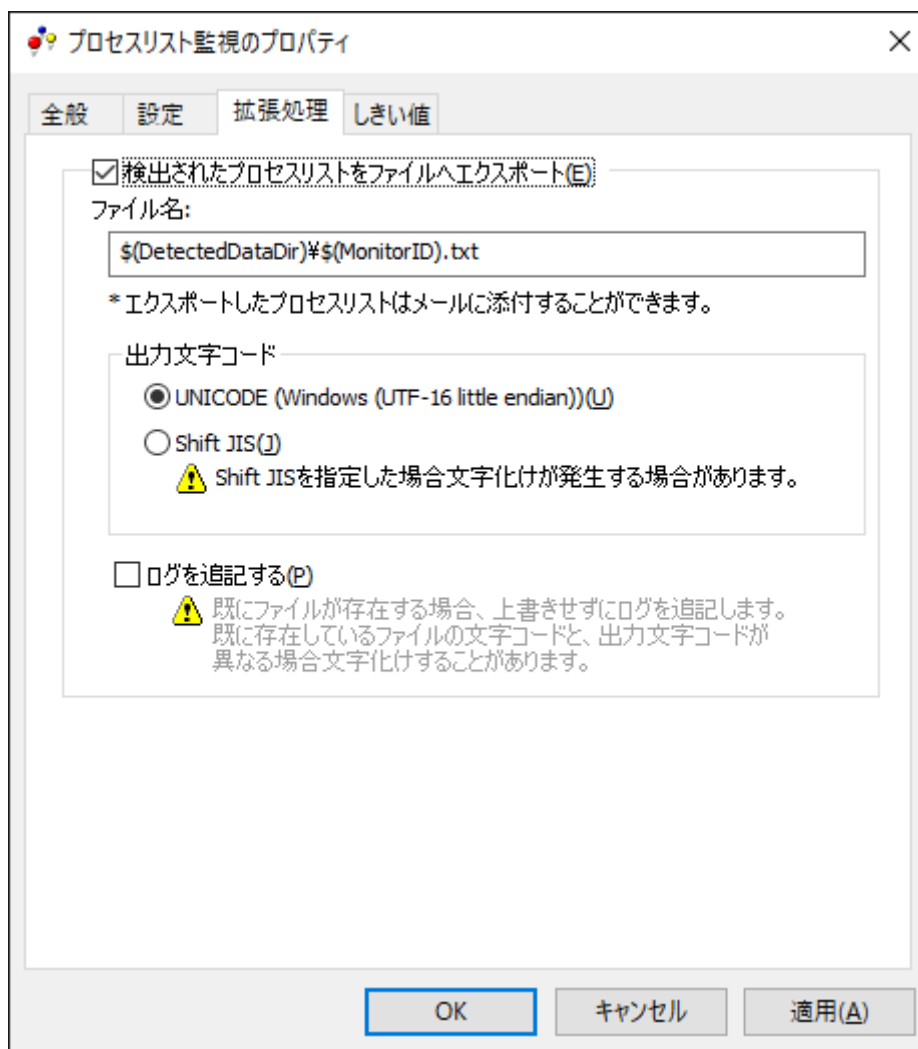 プロセスリスト監視のプロパティ
全般 設定 拡張処理 しきい値
検出されたプロセスリストをファイルへエクスポート(E)
ファイル名:
$(DetectedDataDir)¥$(MonitorID).txt
*エクスポートしたプロセスリストはメールに添付することができます。
出力文字コード
UNICODE (Windows (UTF-16 little endian))(U)
Shift JIS(J)
Shift JISを指定した場合文字化けが発生する場合があります。
ログを追記する(P)
既にファイルが存在する場合、上書きせずにログを追記します。
既に存在しているファイルの文字コードと、出力文字コードが
異なる場合文字化けすることがあります。
OK キャンセル 適用(A)